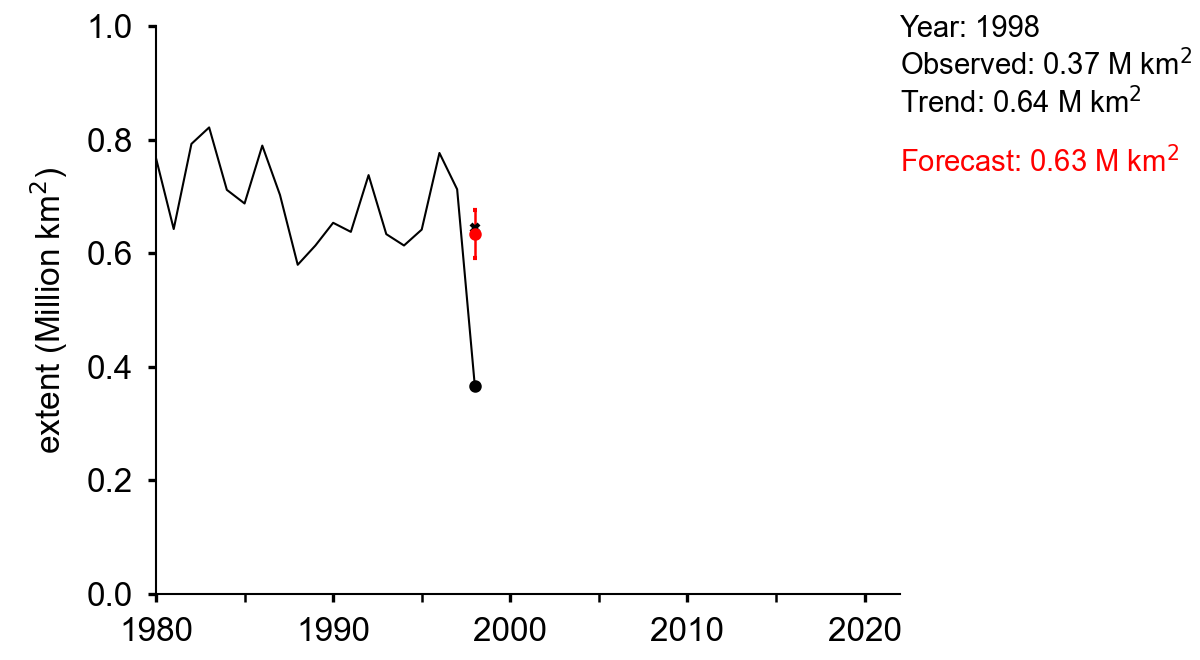 Year: 1998
Observed: 0.37 M km²
Trend: 0.64 M km²
Forecast: 0.63 M km²
extent (Million km²)
1.0
0.8
0.6
0.4
0.2
0.0
1980 1990 2000 2010 2020